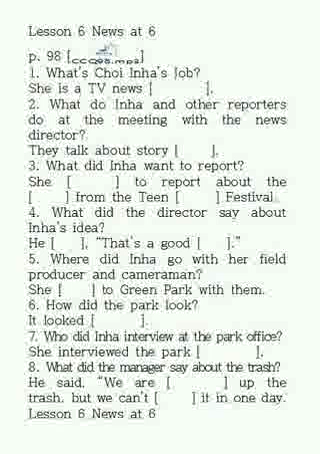 Lesson 6 News at 6
p. 98 [CCC98.mp3]
1. What's Choi Inha's Job?
She is a TV news [ ].
2. What do Inha and other reporters
do at the meeting with the news
director?
They talk about story [ ].
3. What did Inha want to report?
She [ ] to report about the
[ ] from the Teen [ ] Festival.
4. What did the director say about
Inha's idea?
He [ ], "That's a good [ ]."
5. Where did Inha go with her field
producer and cameraman?
She [ ] to Green Park with them.
6. How did the park look?
It looked [ ].
7. Who did Inha interview at the park office?
She interviewed the park [ ].
8. What did the manager say about the trash?
He said, "We are [ ] up the
trash, but we can't [ ] it in one day.
Lesson 6 News at 6